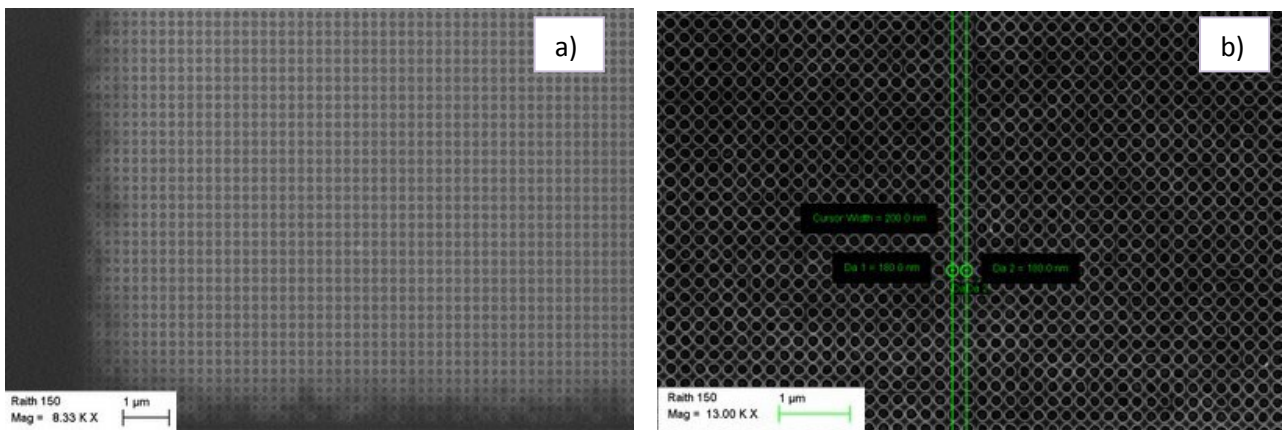 a)
Raith 150
Mag = 8.33 K X
1 µm
b)
Cursor Width = 200.0 nm
Da 1 = 180.0 nm
Da 2 = 180.0 nm
Raith 150
Mag = 13.00 K X
1 µm